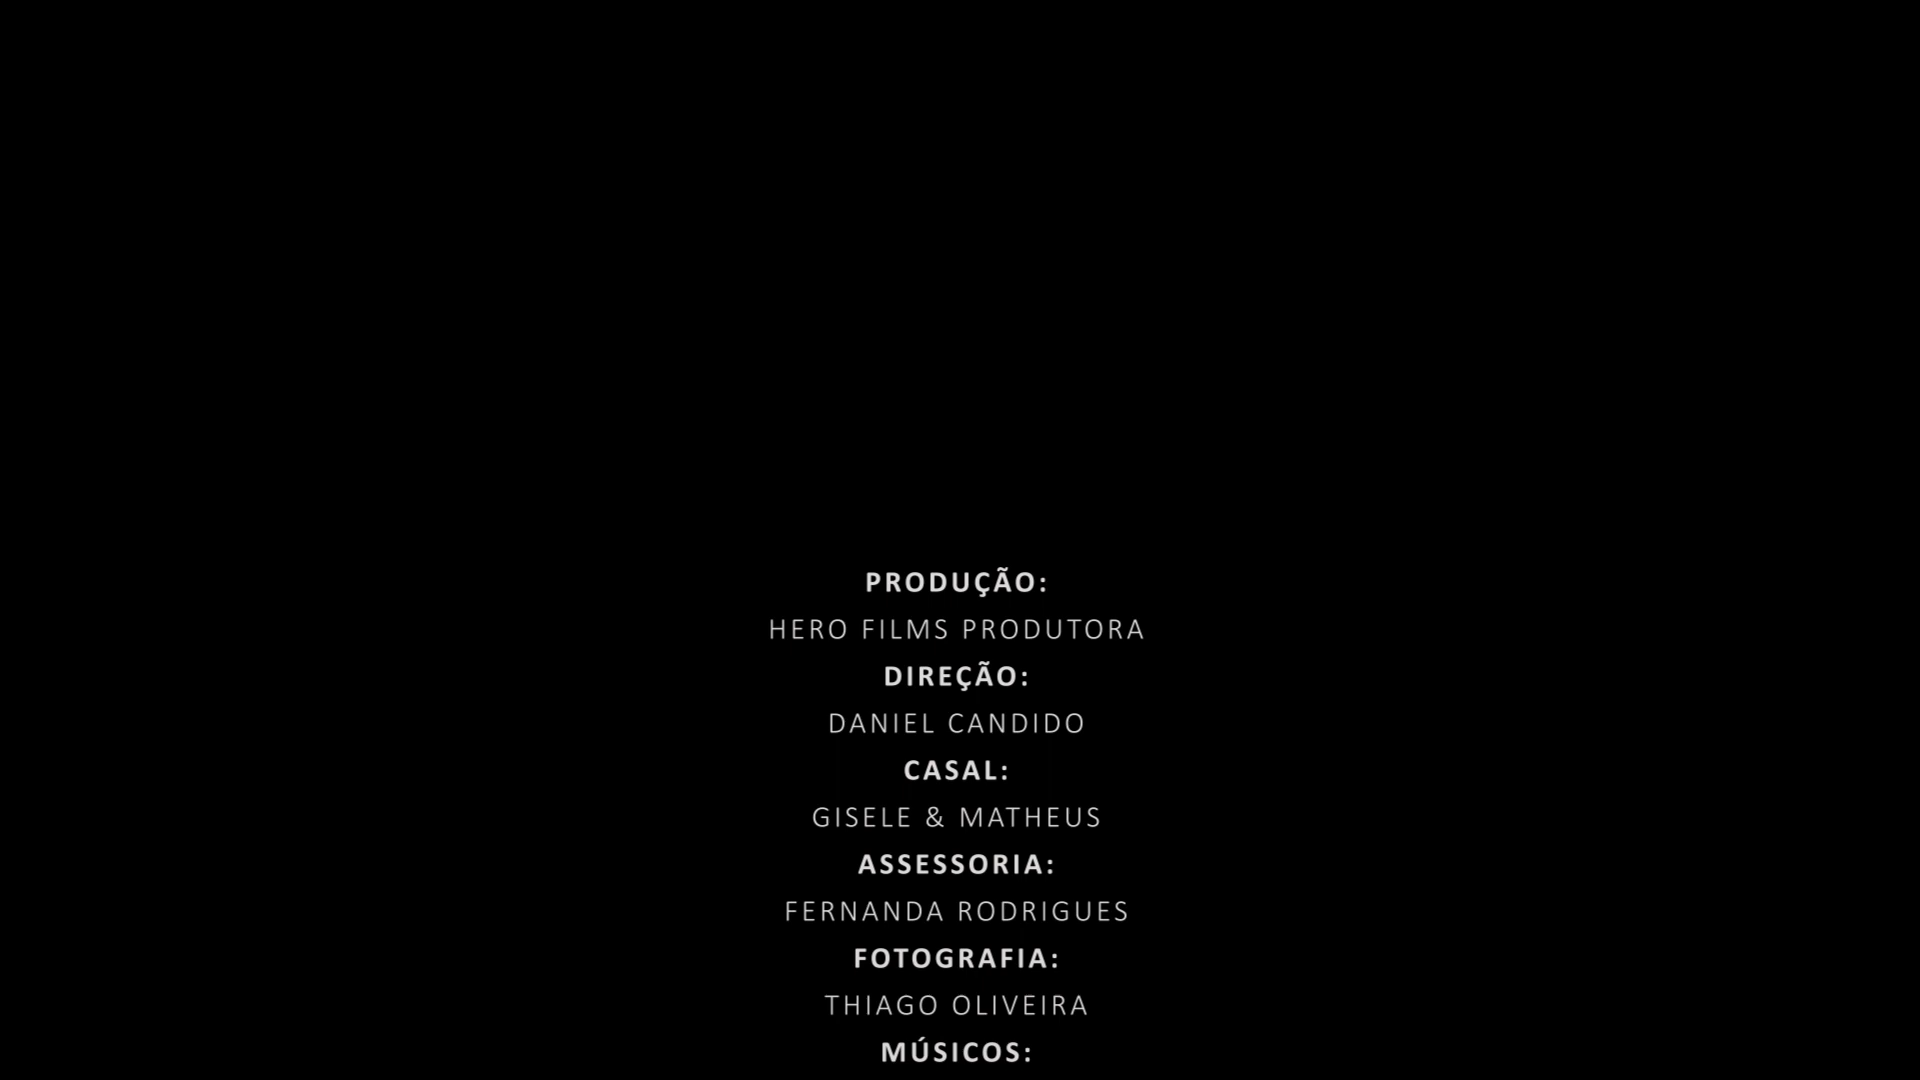 PRODUÇÃO:
HERO FILMS PRODUTORA
DIREÇÃO:
DANIEL CANDIDO
CASAL:
GISELE & MATHEUS
ASSESSORIA:
FERNANDA RODRIGUES
FOTOGRAFIA:
THIAGO OLIVEIRA
MÚSICOS: